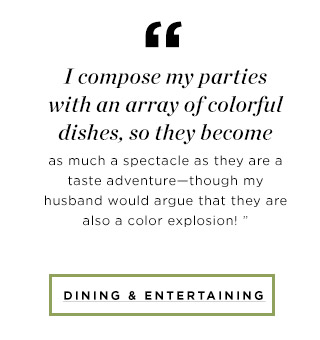 “
I compose my parties
with an array of colorful
dishes, so they become
as much a spectacle as they are a
taste adventure—though my
husband would argue that they are
also a color explosion! ”
DINING & ENTERTAINING